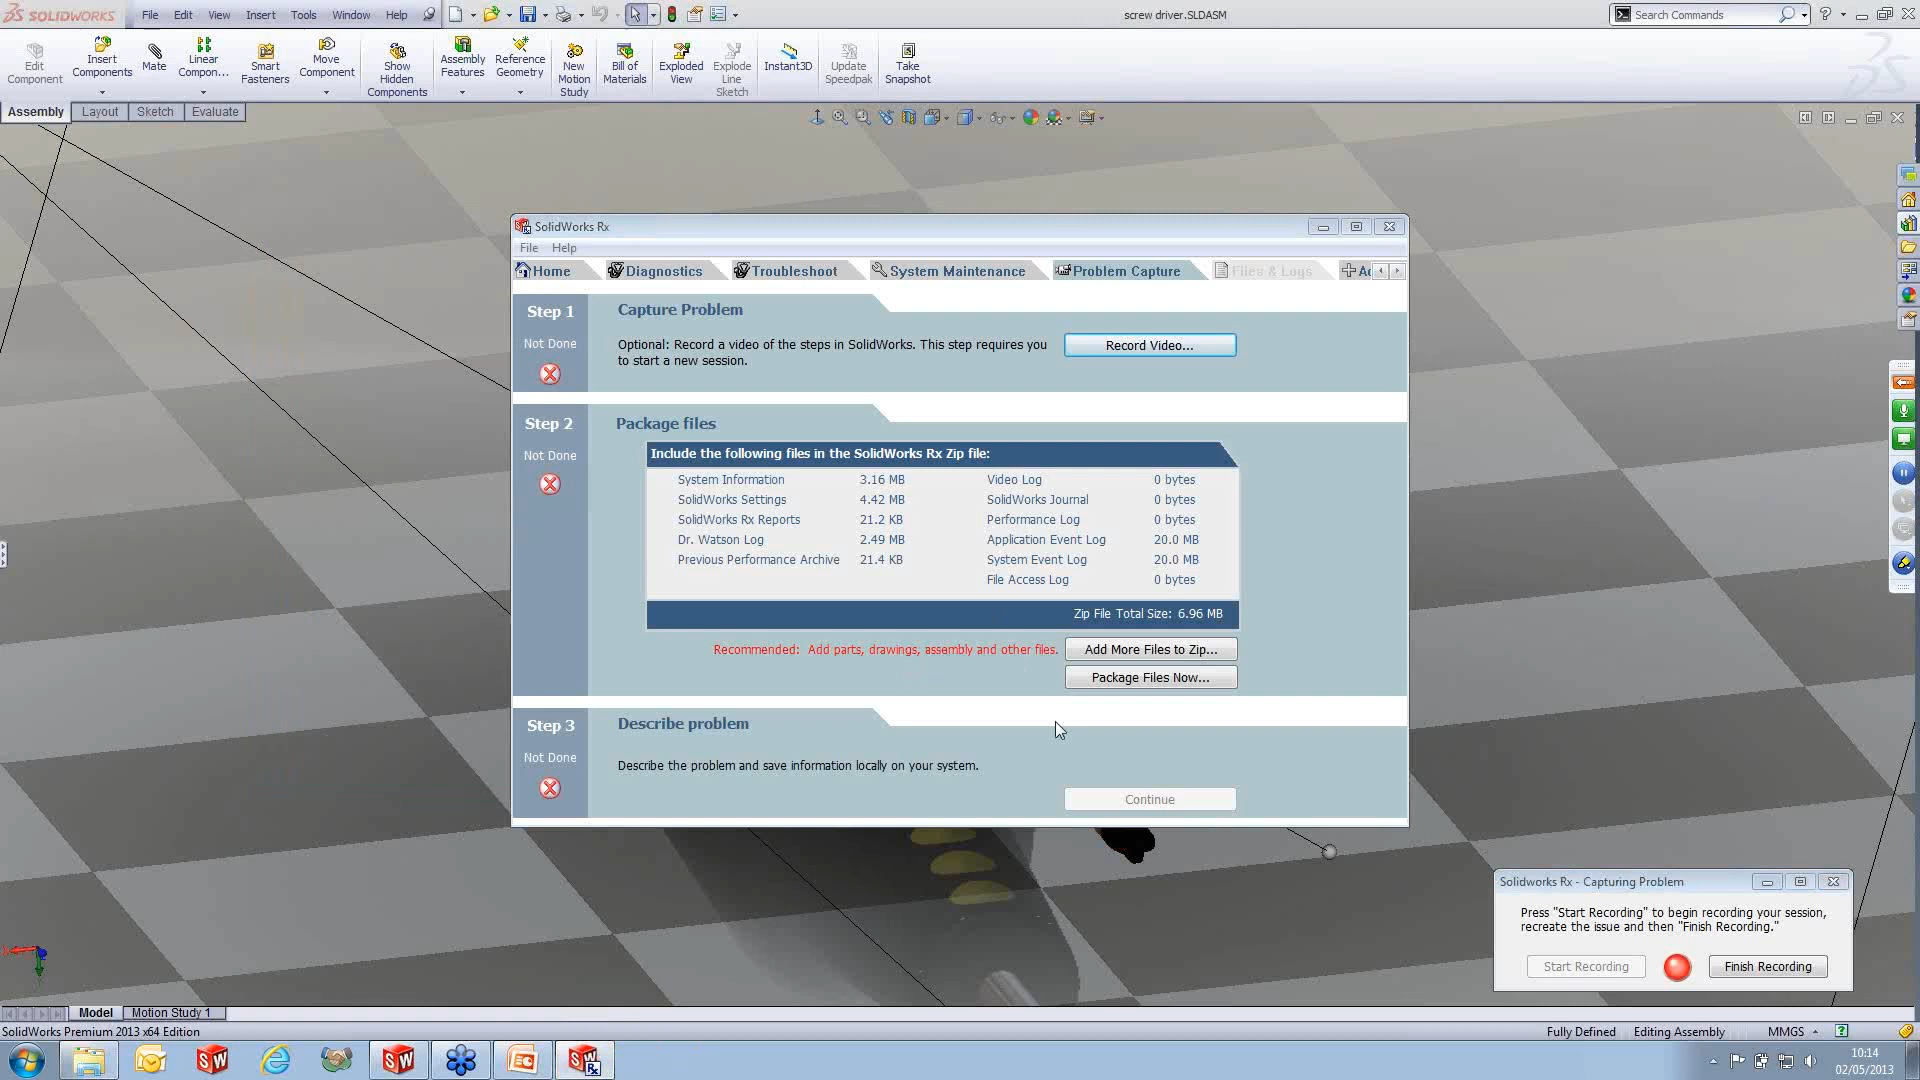 SOLIDWORKS File Edit View Insert Tools Window Help screw driver.SLDASM Search Commands
Edit Component
Insert Components
Mate
Linear Compon...
Smart Fasteners
Move Component
Show Hidden Components
Assembly Features
Reference Geometry
New Motion Study
Bill of Materials
Exploded View
Explode Line Sketch
Instant3D
Update Speedpak
Take Snapshot
Assembly Layout Sketch Evaluate
SolidWorks Rx
File Help
Home Diagnostics Troubleshoot System Maintenance Problem Capture Files & Logs
Step 1 Capture Problem
Not Done
Optional: Record a video of the steps in SolidWorks. This step requires you
to start a new session.
Record Video...
Step 2 Package files
Not Done
Include the following files in the SolidWorks Rx Zip file:
System Information 3.16 MB Video Log 0 bytes
SolidWorks Settings 4.42 MB SolidWorks Journal 0 bytes
SolidWorks Rx Reports 21.2 KB Performance Log 0 bytes
Dr. Watson Log 2.49 MB Application Event Log 20.0 MB
Previous Performance Archive 21.4 KB System Event Log 20.0 MB
File Access Log 0 bytes
Zip File Total Size: 6.96 MB
Recommended: Add parts, drawings, assembly and other files. Add More Files to Zip...
Package Files Now...
Step 3 Describe problem
Not Done
Describe the problem and save information locally on your system.
Continue
Solidworks Rx - Capturing Problem
Press "Start Recording" to begin recording your session,
recreate the issue and then "Finish Recording."
Start Recording Finish Recording
Model Motion Study 1
SolidWorks Premium 2013 x64 Edition Fully Defined Editing Assembly MMGS
10:14
02/05/2013